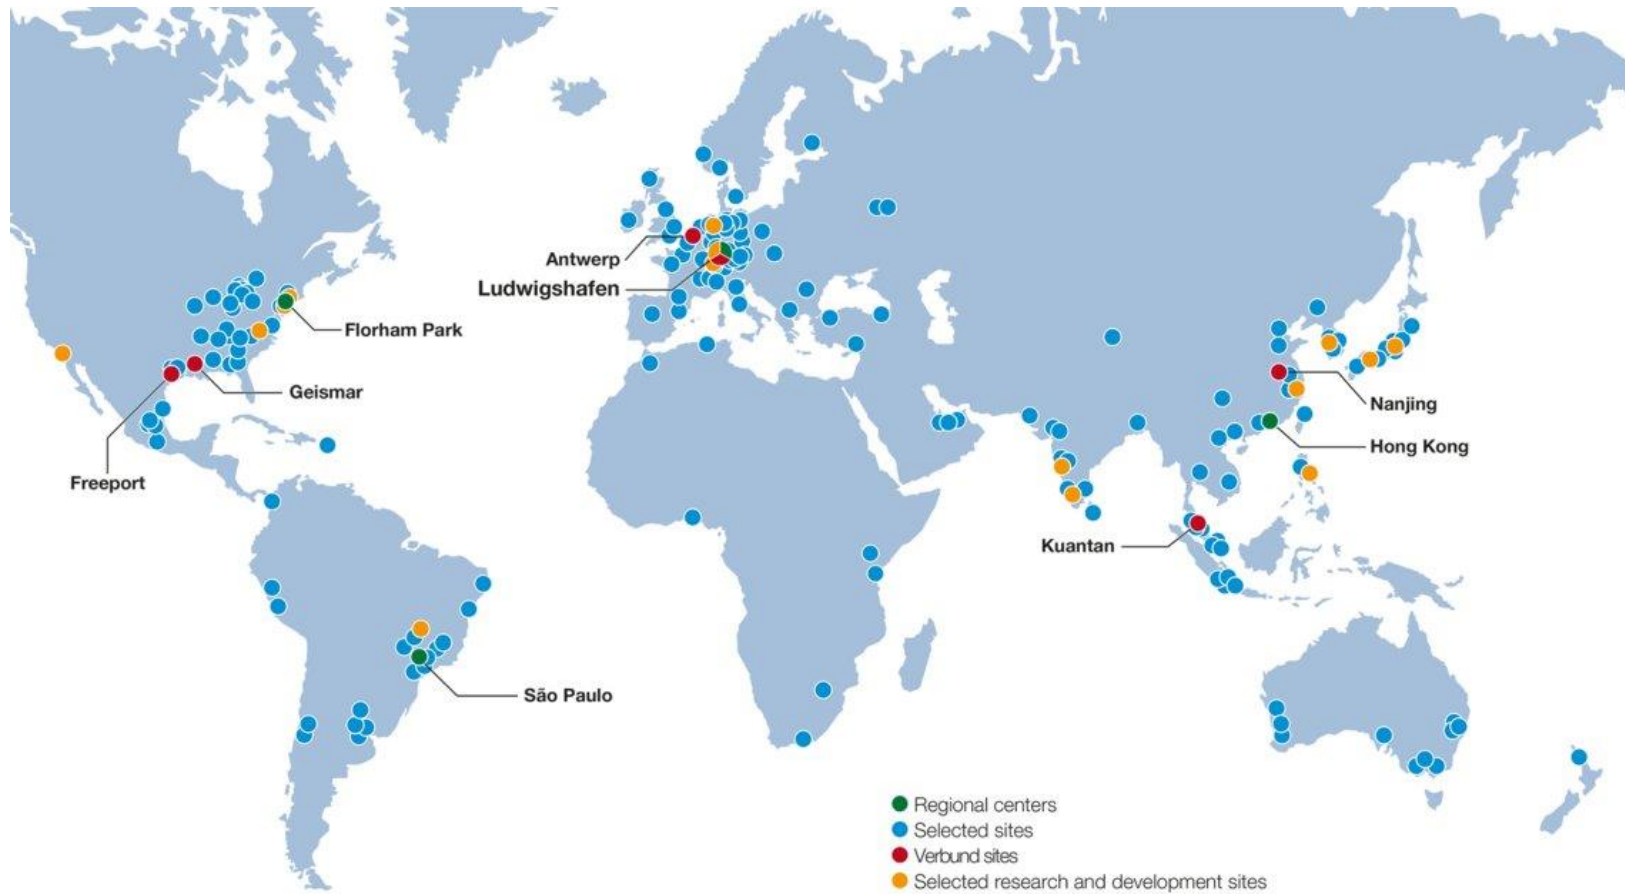 Antwerp
Ludwigshafen
Florham Park
Geismar
Nanjing
Hong Kong
Freeport
Kuantan
São Paulo
Regional centers
Selected sites
Verbund sites
Selected research and development sites